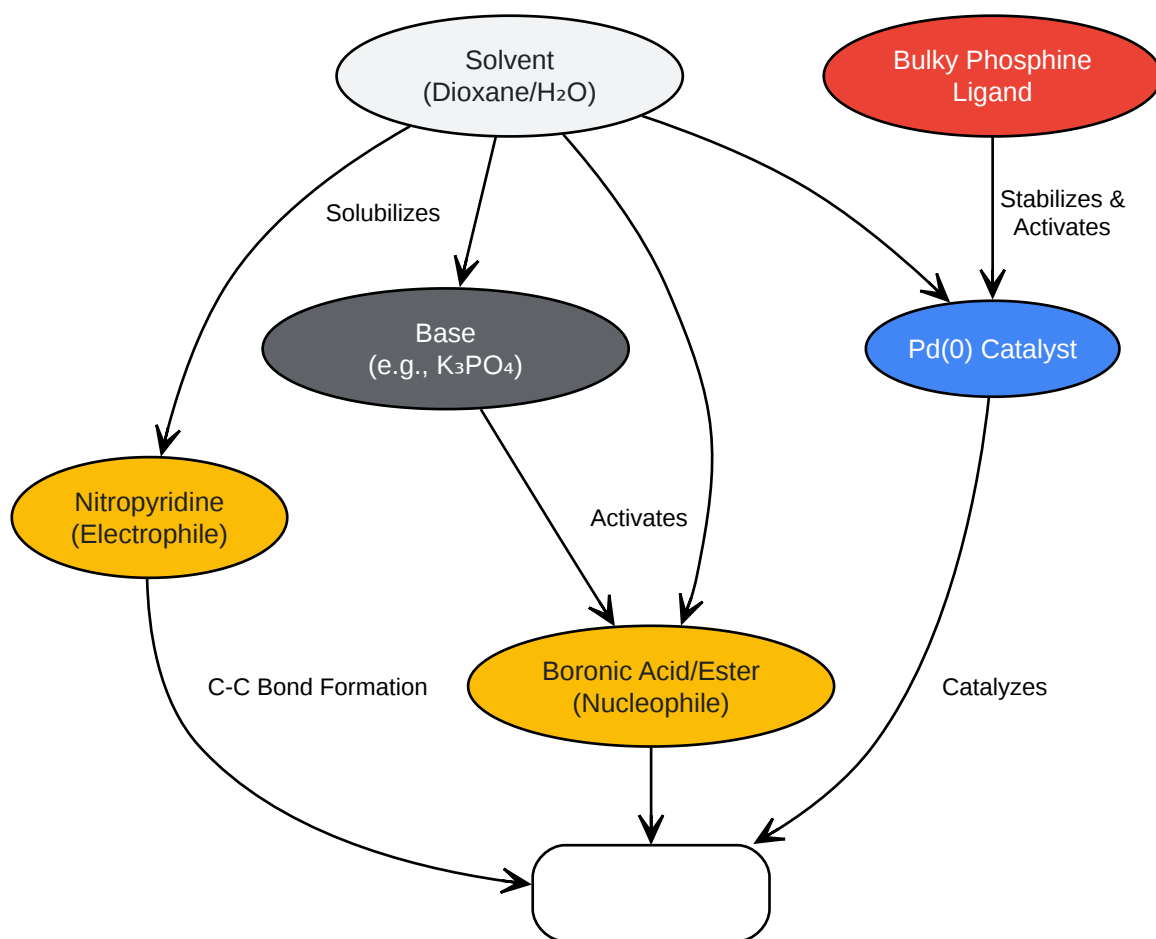 Solvent
(Dioxane/H₂O)
Bulky Phosphine
Ligand
Solubilizes
Stabilizes &
Activates
Base
(e.g., K₃PO₄)
Pd(0) Catalyst
Nitropyridine
(Electrophile)
Activates
Boronic Acid/Ester
(Nucleophile)
C-C Bond Formation
Catalyzes